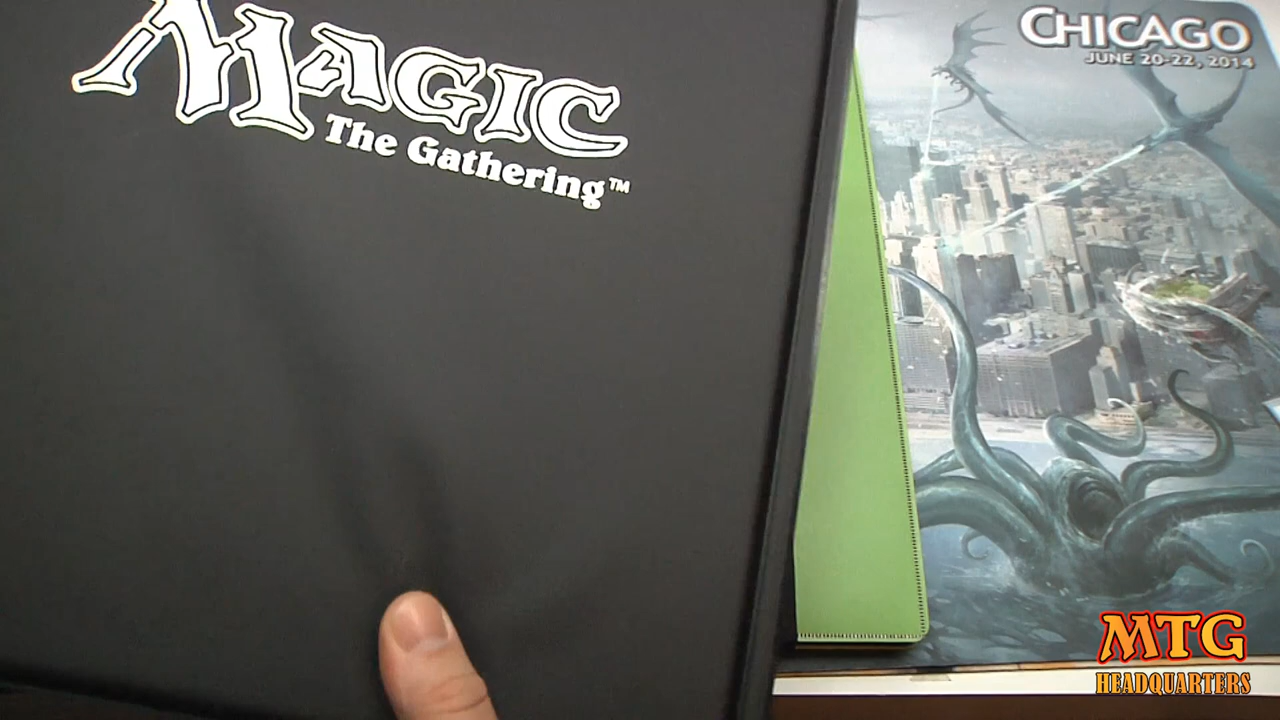 MAGIC
The Gathering™
CHICAGO
JUNE 20-22, 2014
MTG
HEADQUARTERS